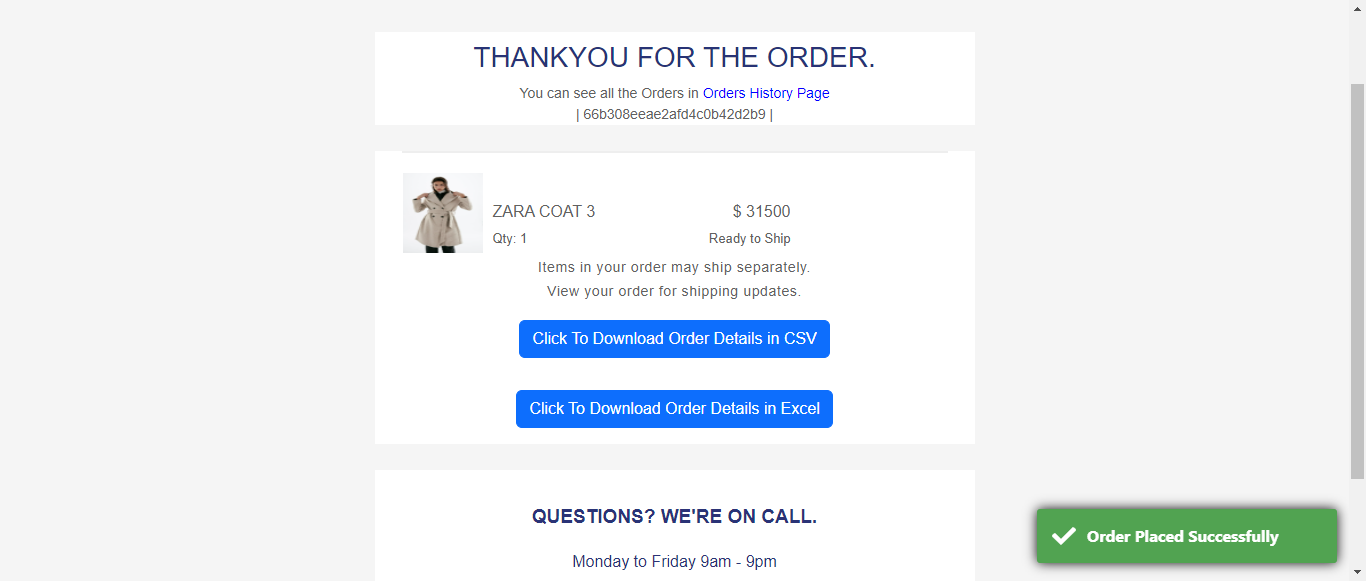 THANKYOU FOR THE ORDER.
You can see all the Orders in Orders History Page
| 66b308eeae2afd4c0b42d2b9 |
ZARA COAT 3
$ 31500
Qty: 1
Ready to Ship
Items in your order may ship separately.
View your order for shipping updates.
Click To Download Order Details in CSV
Click To Download Order Details in Excel
QUESTIONS? WE'RE ON CALL.
Monday to Friday 9am - 9pm
Order Placed Successfully